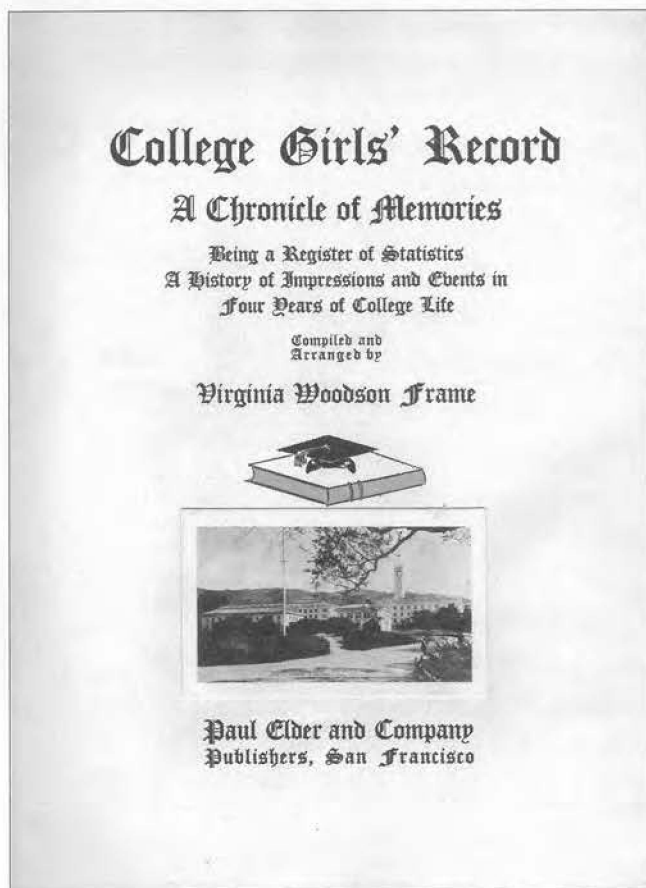 College Girls' Record
A Chronicle of Memories
Being a Register of Statistics
A History of Impressions and Events in
Four Years of College Life
Compiled and
Arranged by
Virginia Woodson Frame
Paul Elder and Company
Publishers, San Francisco